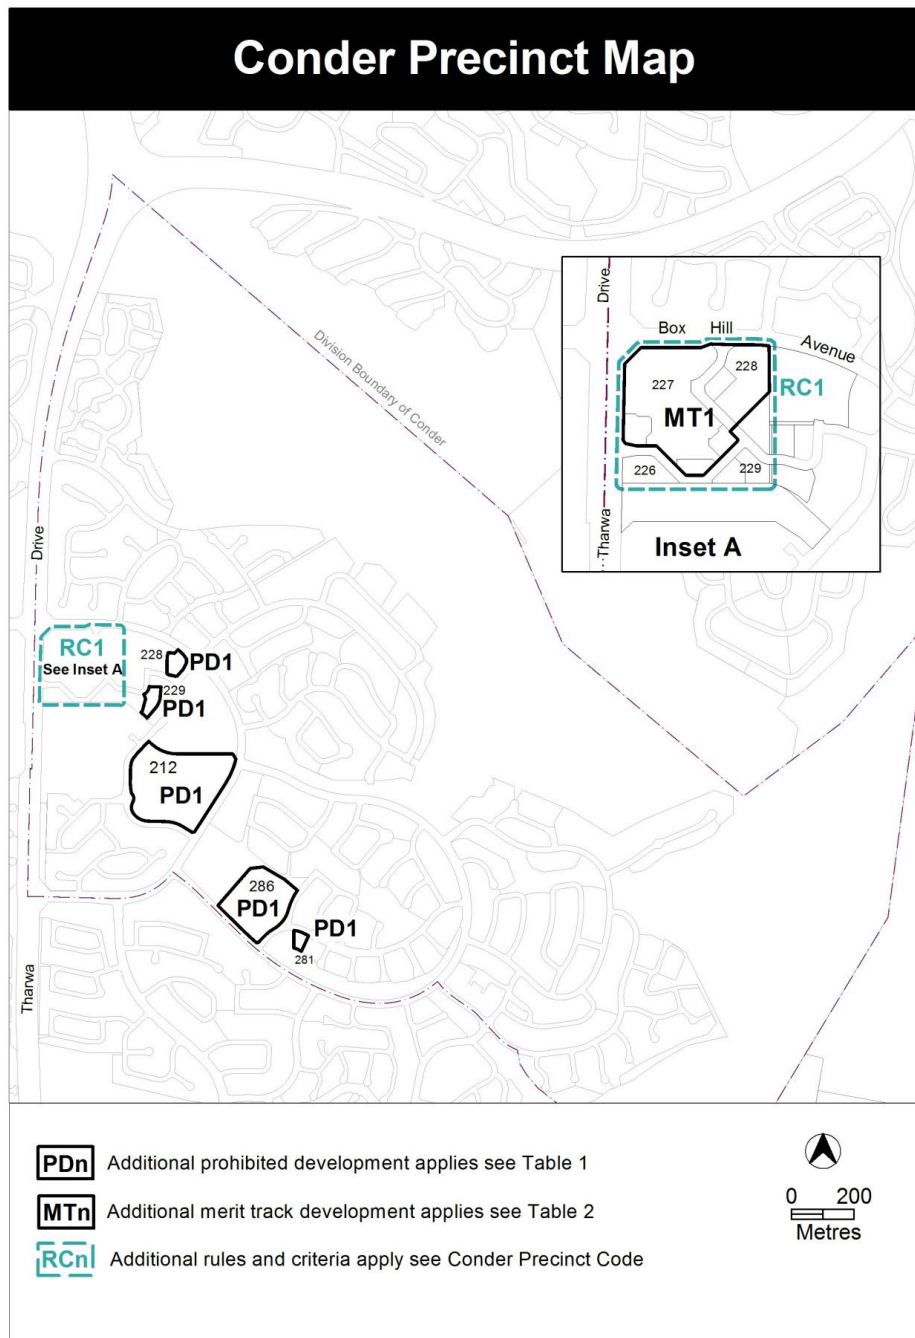 Conder Precinct Map
Division Boundary of Conder
Drive
Box Hill Avenue
228
227
RC1
MT1
226
229
Tharwa
Inset A
Drive
RC1
See Inset A
228
PD1
229
PD1
212
PD1
286
PD1
PD1
281
Tharwa
PDn Additional prohibited development applies see Table 1
MTn Additional merit track development applies see Table 2
RCn Additional rules and criteria apply see Conder Precinct Code
0 200
Metres